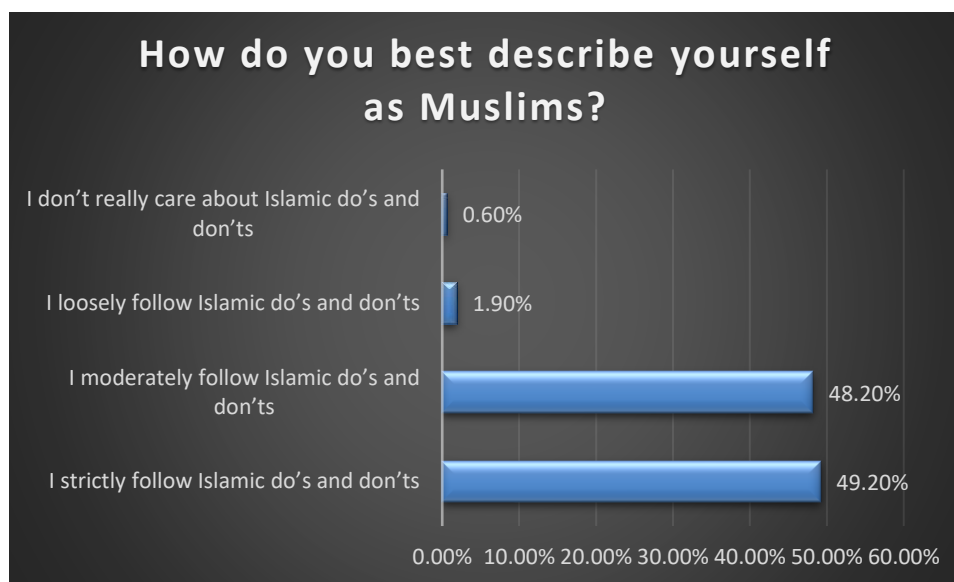 How do you best describe yourself
as Muslims?
I don’t really care about Islamic do’s and
don’ts
0.60%
I loosely follow Islamic do’s and don’ts
1.90%
I moderately follow Islamic do’s and
don’ts
48.20%
I strictly follow Islamic do’s and don’ts
49.20%
0.00% 10.00% 20.00% 30.00% 40.00% 50.00% 60.00%